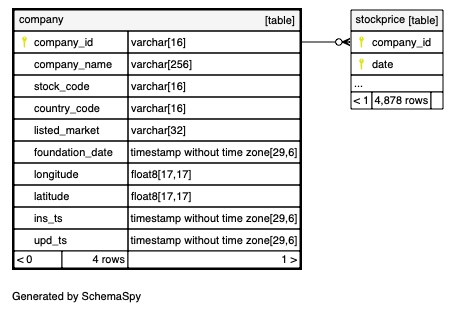 company [table]
company_id varchar[16]
company_name varchar[256]
stock_code varchar[16]
country_code varchar[16]
listed_market varchar[32]
foundation_date timestamp without time zone[29,6]
longitude float8[17,17]
latitude float8[17,17]
ins_ts timestamp without time zone[29,6]
upd_ts timestamp without time zone[29,6]
< 0 4 rows 1 >
stockprice [table]
company_id
date
...
< 1 4,878 rows
Generated by SchemaSpy